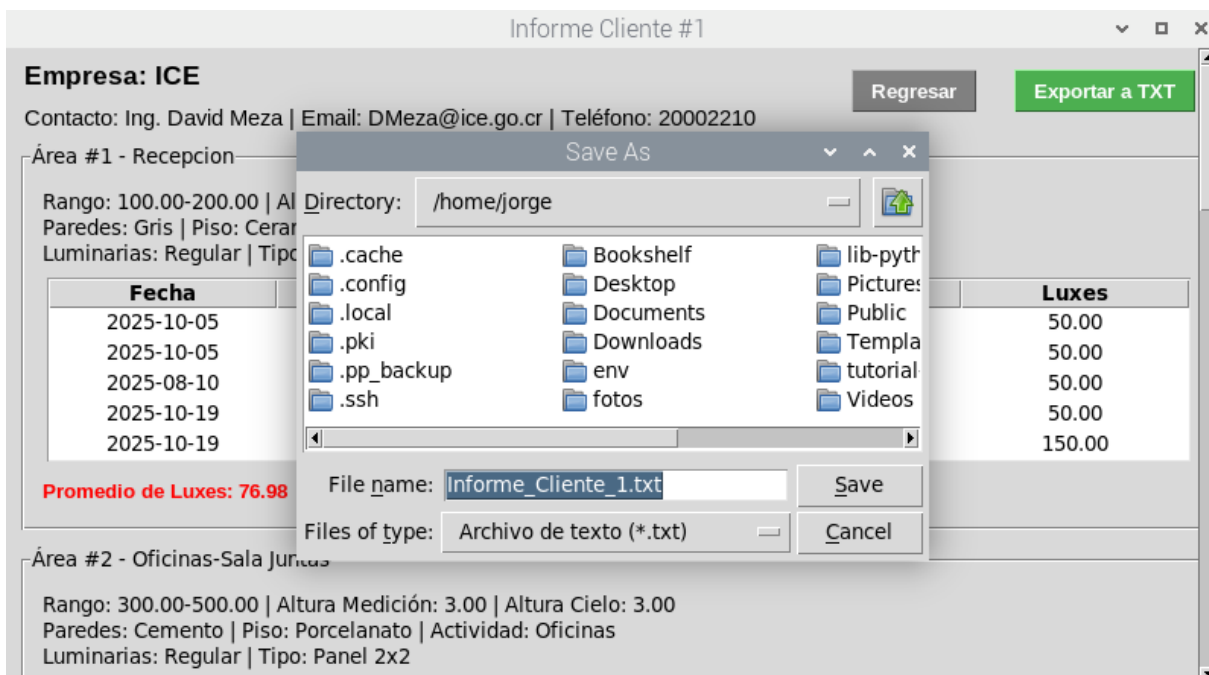 Informe Cliente #1
Empresa: ICE
Regresar
Exportar a TXT
Contacto: Ing. David Meza | Email: DMeza@ice.go.cr | Teléfono: 20002210
Área #1 - Recepcion
Rango: 100.00-200.00 |
Paredes: Gris | Piso:
Luminarias: Regular |
Fecha
Luxes
2025-10-05
50.00
2025-10-05
50.00
2025-08-10
50.00
2025-10-19
50.00
2025-10-19
150.00
Promedio de Luxes: 76.98
Save As
Directory: /home/jorge
.cache
.config
.local
.pki
.pp_backup
.ssh
Bookshelf
Desktop
Documents
Downloads
env
fotos
lib-pyth
Pictures
Public
Templa
tutorial-
Videos
File name: Informe_Cliente_1.txt
Save
Files of type: Archivo de texto (*.txt)
Cancel
Área #2 - Oficinas-Sala Juntas
Rango: 300.00-500.00 | Altura Medición: 3.00 | Altura Cielo: 3.00
Paredes: Cemento | Piso: Porcelanato | Actividad: Oficinas
Luminarias: Regular | Tipo: Panel 2x2